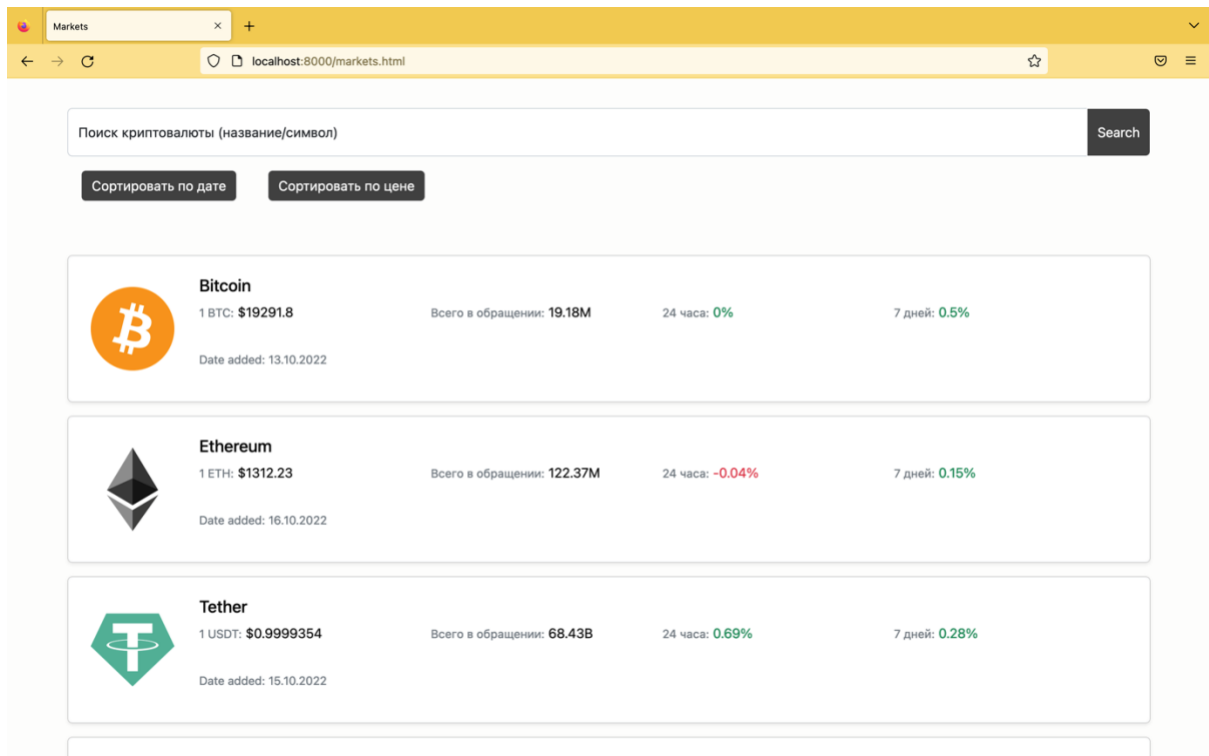 Markets
localhost:8000/markets.html
Поиск криптовалюты (название/символ) Search
Сортировать по дате Сортировать по цене
Bitcoin
1 BTC: $19291.8 Всего в обращении: 19.18M 24 часа: 0% 7 дней: 0.5%
Date added: 13.10.2022
Ethereum
1 ETH: $1312.23 Всего в обращении: 122.37M 24 часа: -0.04% 7 дней: 0.15%
Date added: 16.10.2022
Tether
1 USDT: $0.9999354 Всего в обращении: 68.43B 24 часа: 0.69% 7 дней: 0.28%
Date added: 15.10.2022